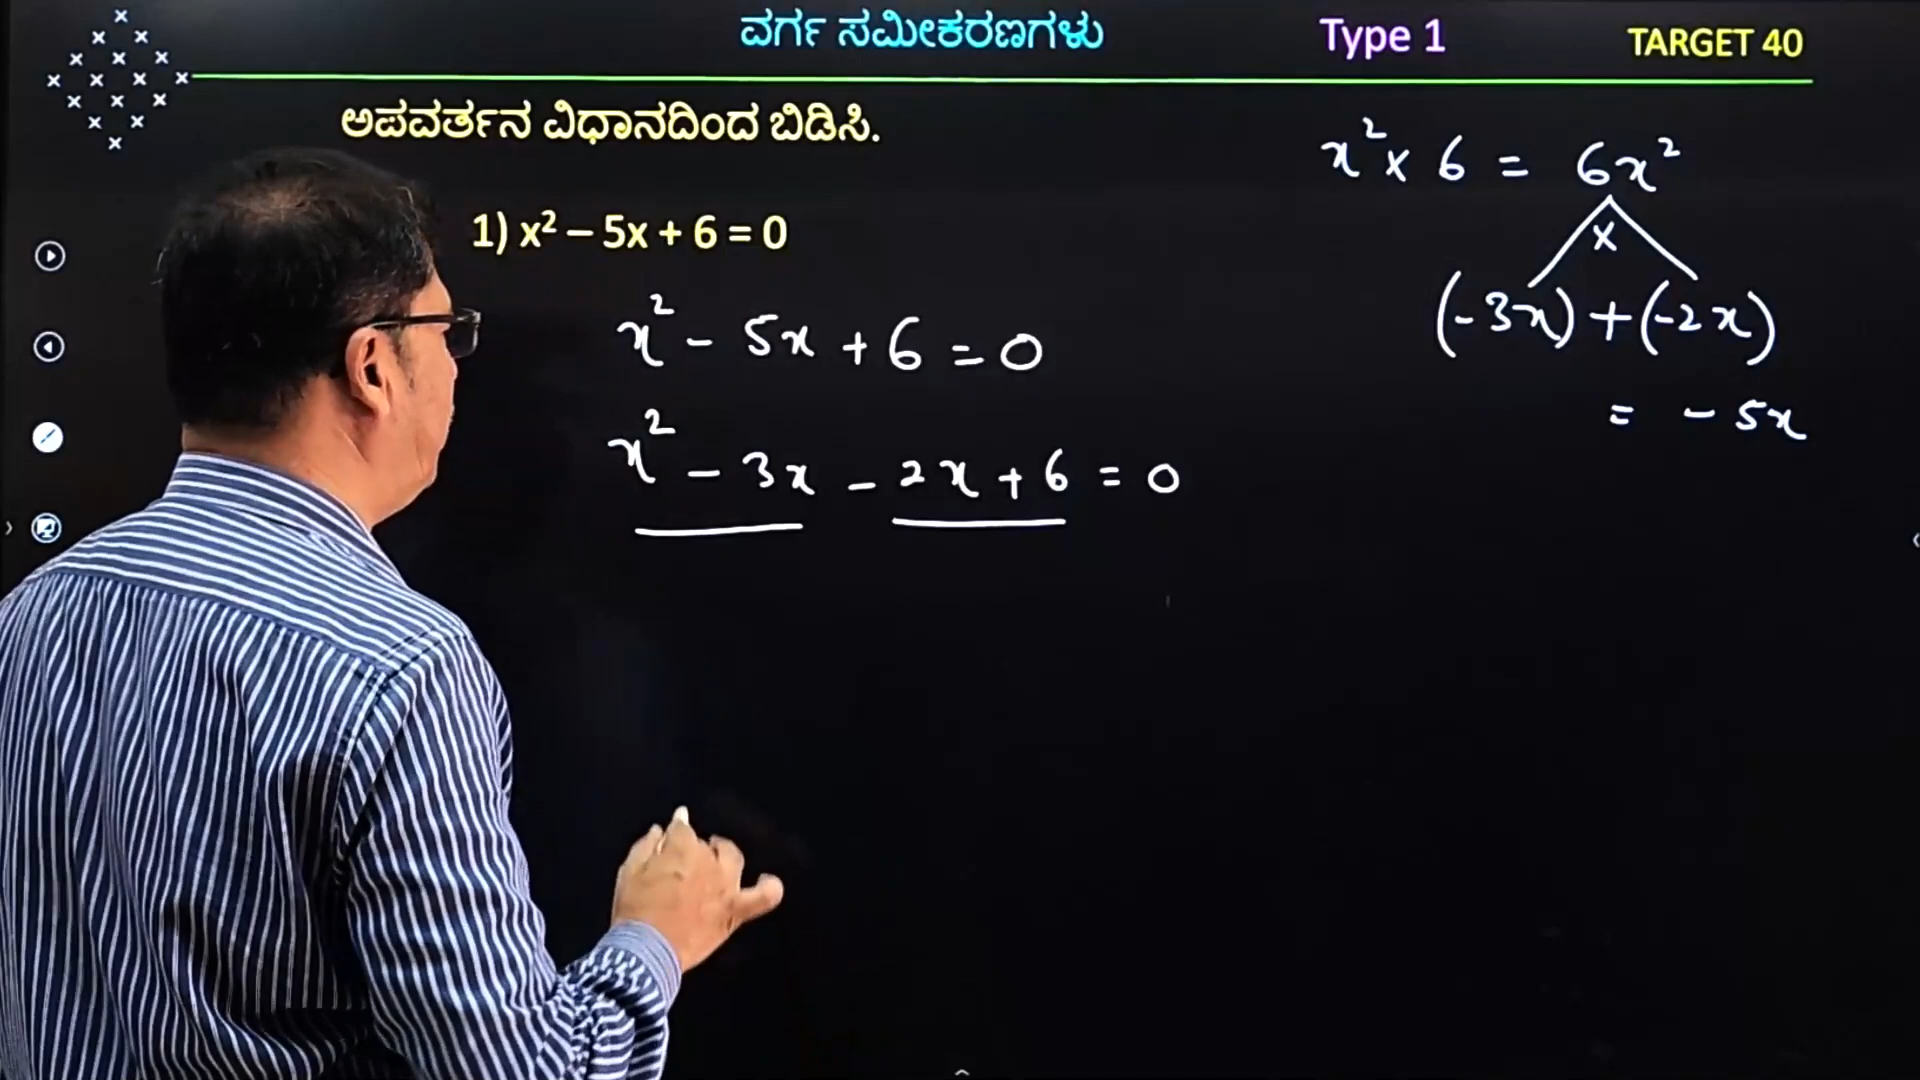 ವರ್ಗ ಸಮೀಕರಣಗಳು Type 1 TARGET 40
ಅಪವರ್ತನ ವಿಧಾನದಿಂದ ಬಿಡಿಸಿ.
1) x² – 5x + 6 = 0
x² - 5x + 6 = 0
x² - 3x - 2x + 6 = 0
x² × 6 = 6x²
×
(-3x) + (-2x)
= - 5x